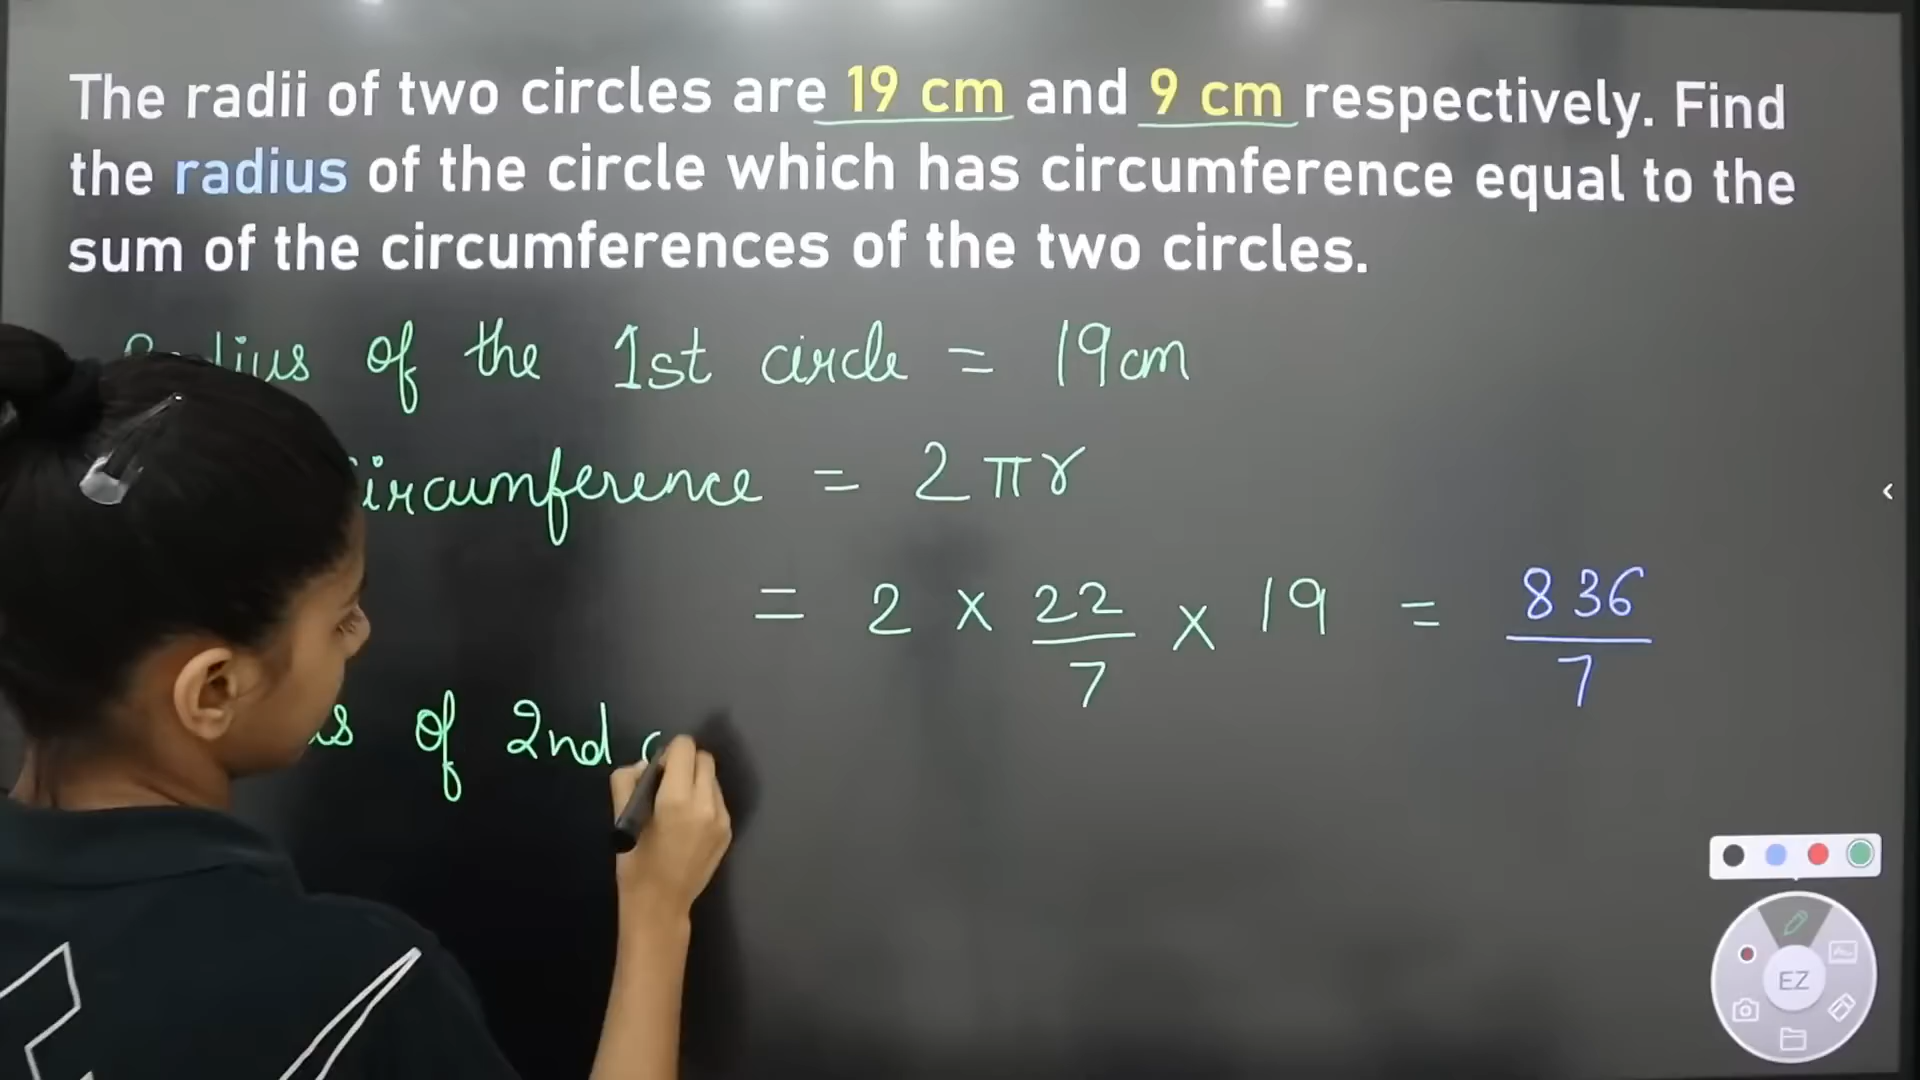 The radii of two circles are 19 cm and 9 cm respectively. Find
the radius of the circle which has circumference equal to the
sum of the circumferences of the two circles.
of the 1st circle = 19cm
= 2πr
= 2 × 22/7 × 19 = 836/7
of 2nd
EZ